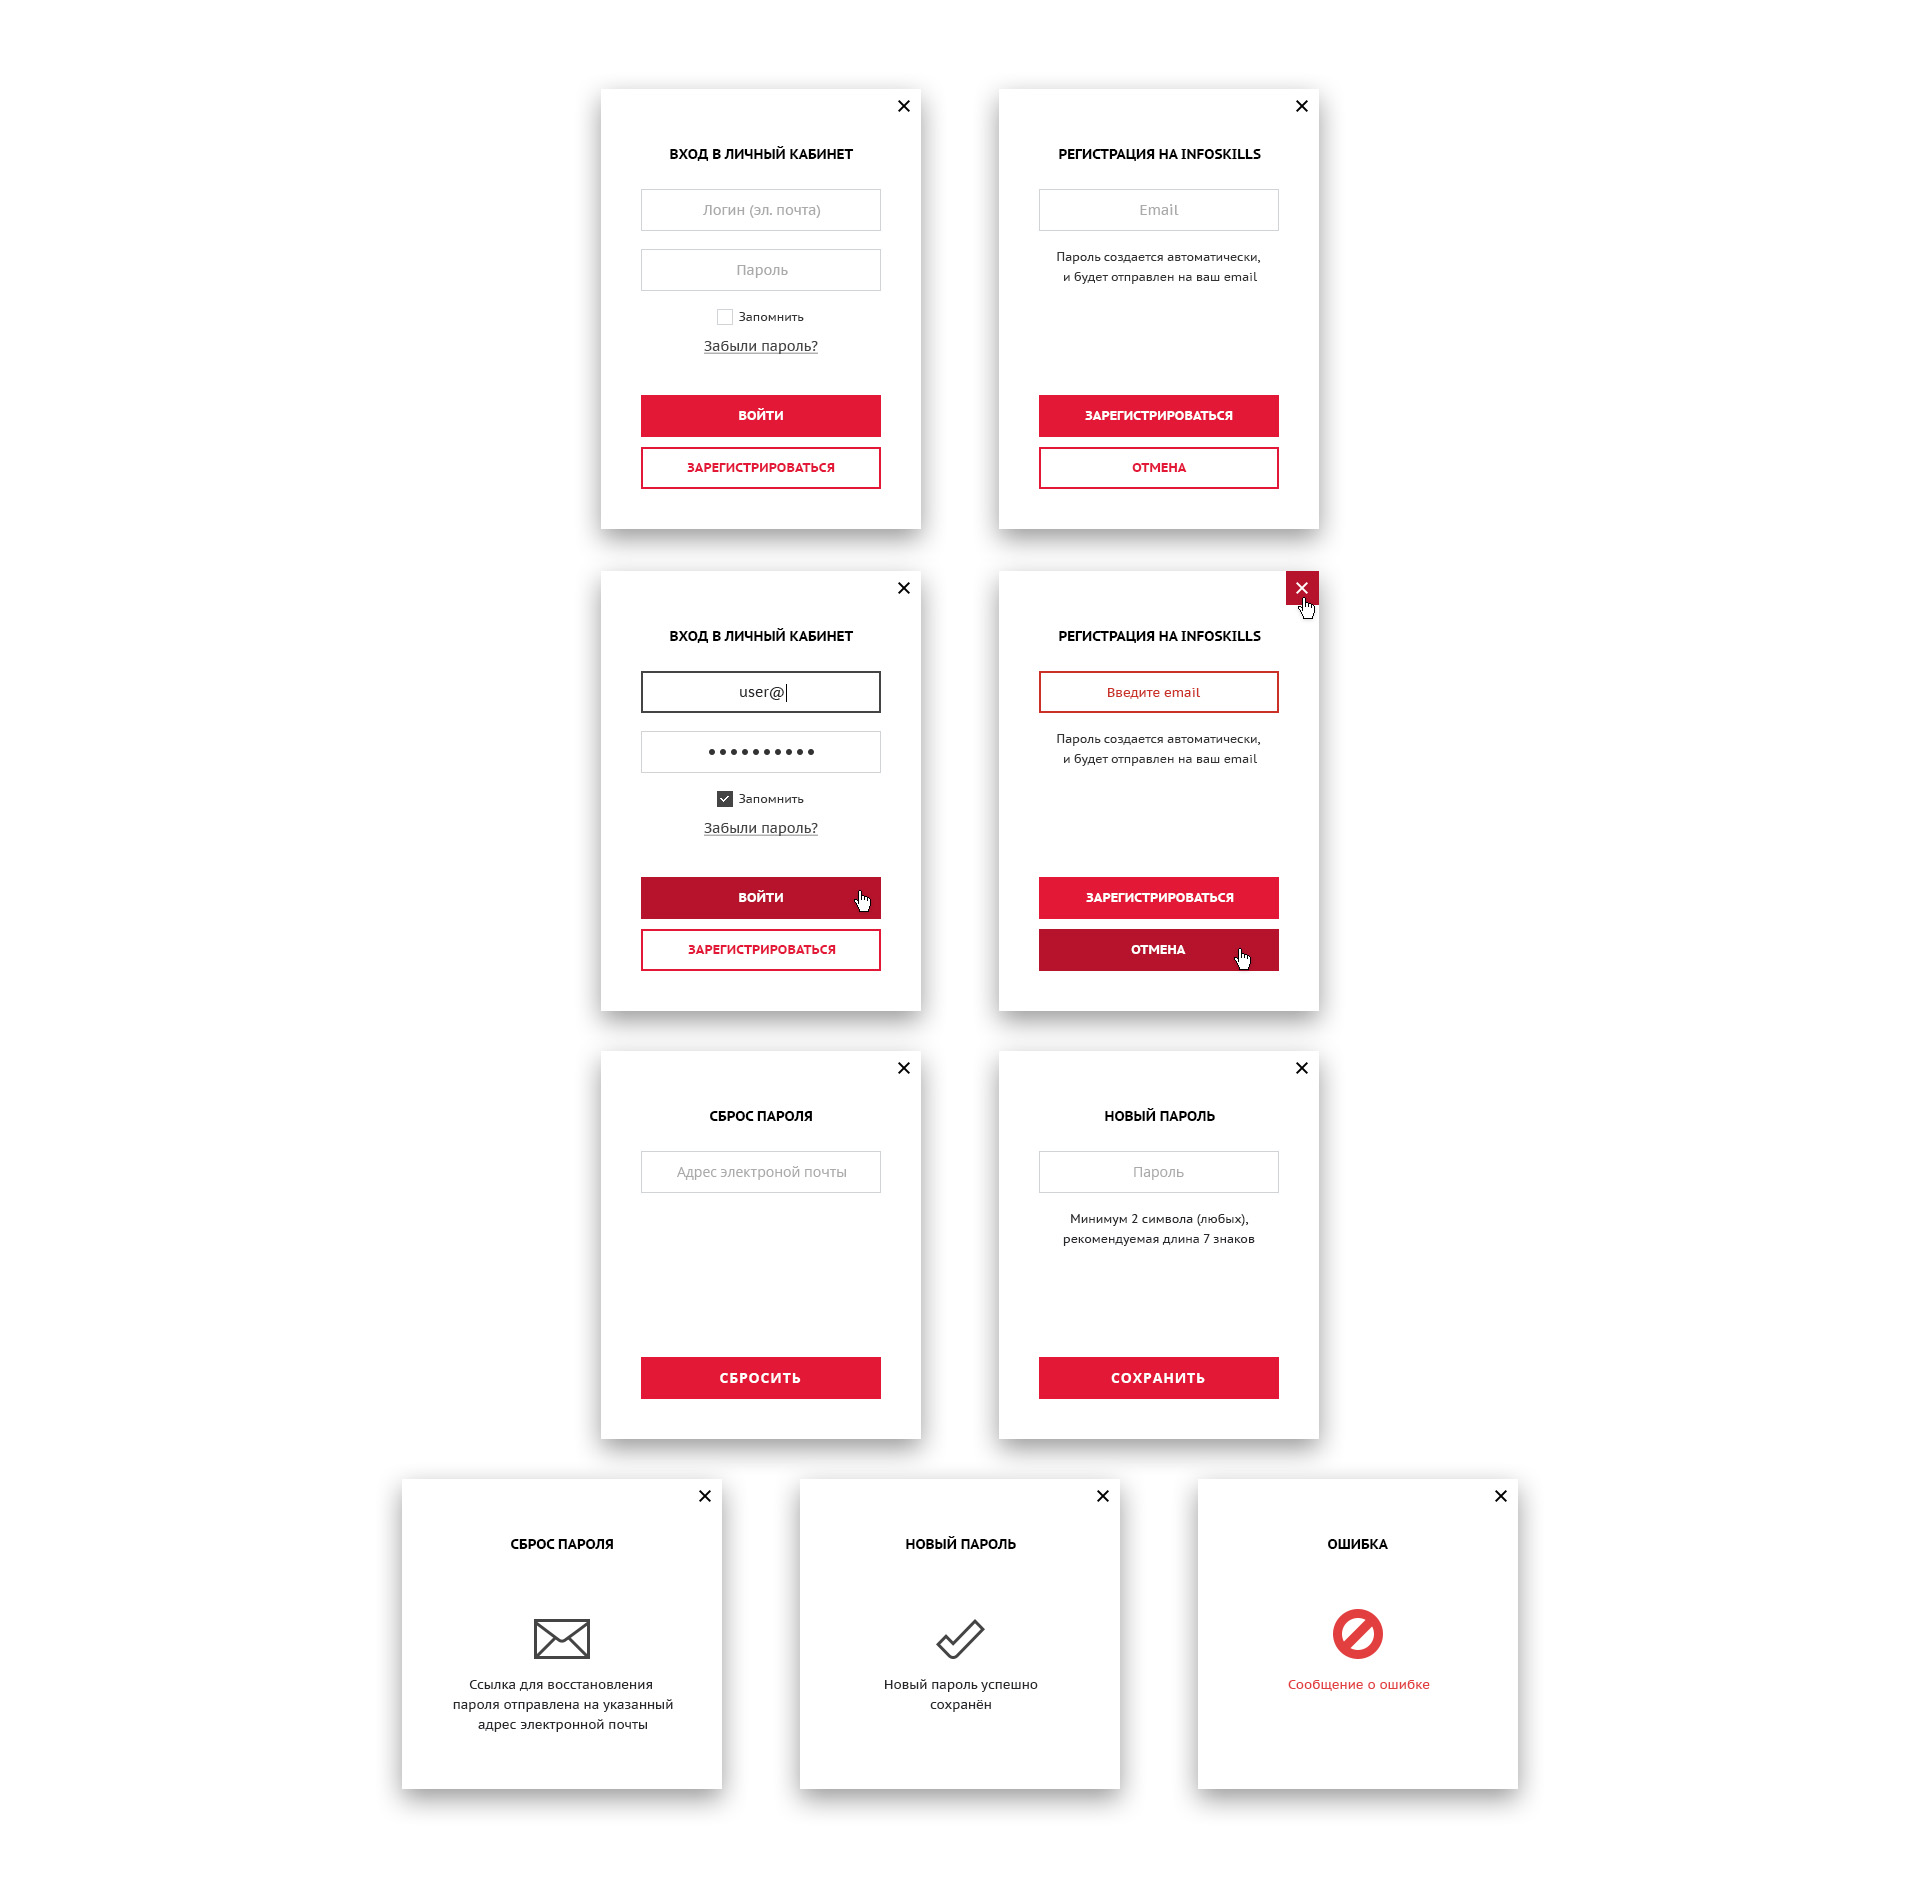 ВХОД В ЛИЧНЫЙ КАБИНЕТ
Логин (эл. почта)
Пароль
Запомнить
Забыли пароль?
ВОЙТИ
ЗАРЕГИСТРИРОВАТЬСЯ
РЕГИСТРАЦИЯ НА INFOSKILLS
Email
Пароль создается автоматически,
и будет отправлен на ваш email
ЗАРЕГИСТРИРОВАТЬСЯ
ОТМЕНА
ВХОД В ЛИЧНЫЙ КАБИНЕТ
user@
Запомнить
Забыли пароль?
ВОЙТИ
ЗАРЕГИСТРИРОВАТЬСЯ
РЕГИСТРАЦИЯ НА INFOSKILLS
Введите email
Пароль создается автоматически,
и будет отправлен на ваш email
ЗАРЕГИСТРИРОВАТЬСЯ
ОТМЕНА
СБРОС ПАРОЛЯ
Адрес электроной почты
СБРОСИТЬ
НОВЫЙ ПАРОЛЬ
Пароль
Минимум 2 символа (любых),
рекомендуемая длина 7 знаков
СОХРАНИТЬ
СБРОС ПАРОЛЯ
Ссылка для восстановления
пароля отправлена на указанный
адрес электронной почты
НОВЫЙ ПАРОЛЬ
Новый пароль успешно
сохранён
ОШИБКА
Сообщение о ошибке